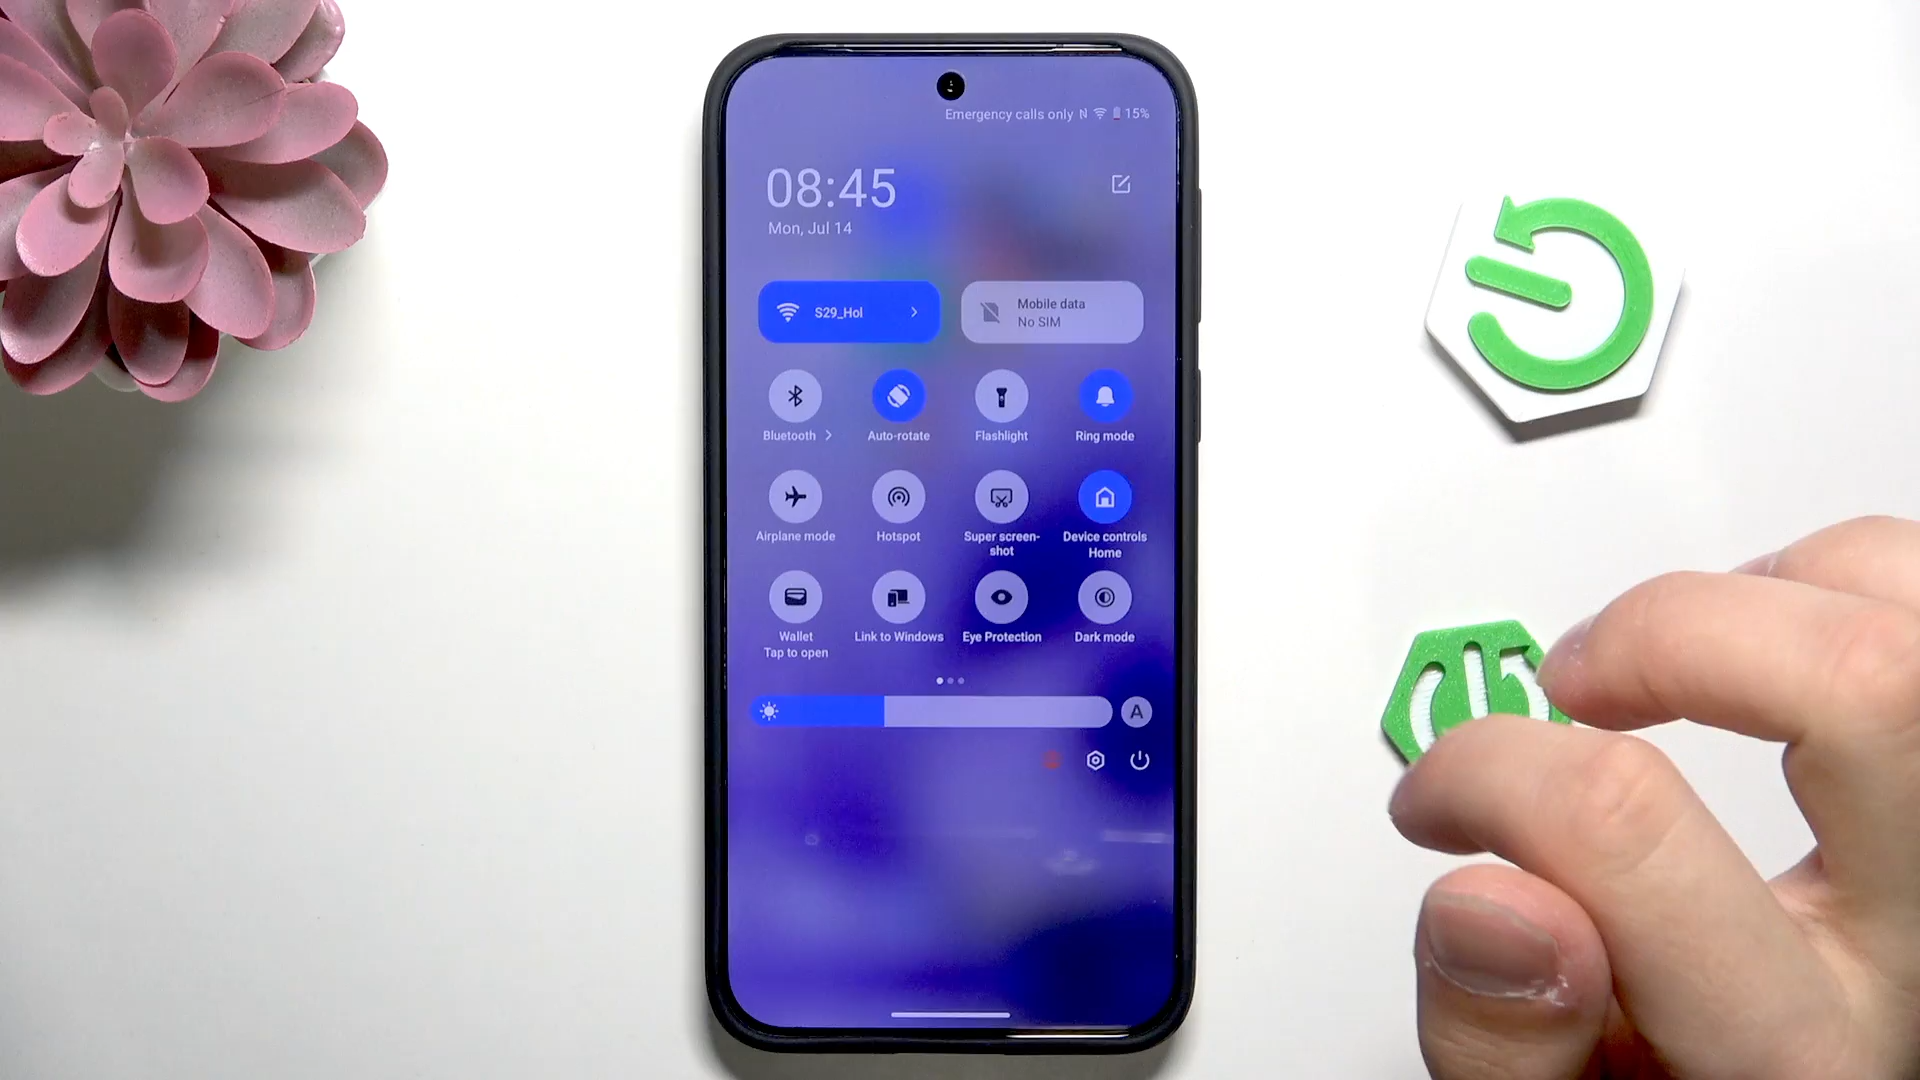 Emergency calls only 15%
08:45
Mon, Jul 14
S29_Hol
Mobile data
No SIM
Bluetooth
Auto-rotate
Flashlight
Ring mode
Airplane mode
Hotspot
Super screen-
shot
Device controls
Home
Wallet
Tap to open
Link to Windows
Eye Protection
Dark mode
A